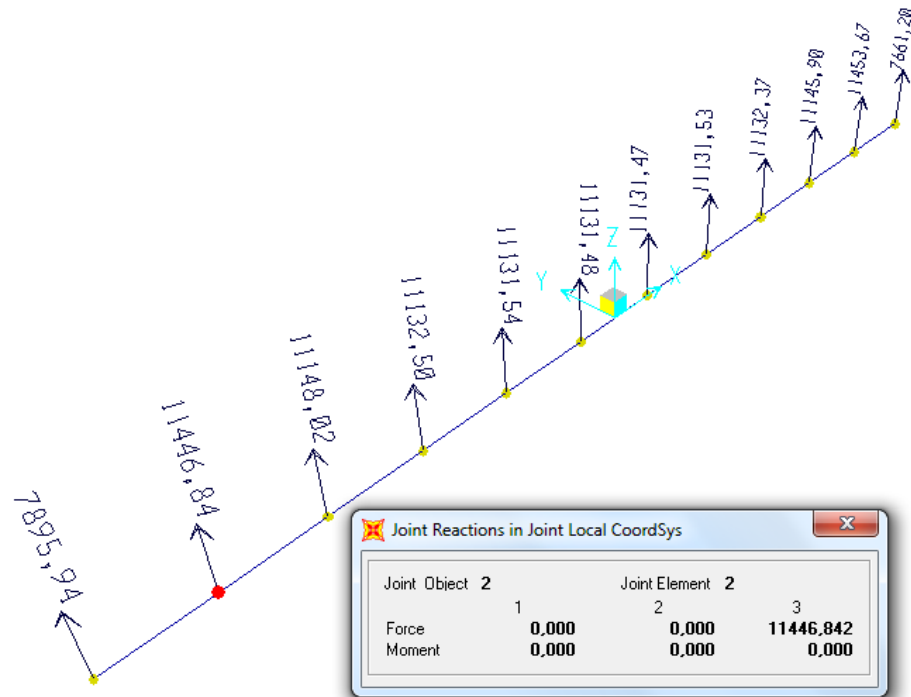 7895,94
11446,84
11148,02
11132,50
11131,54
11131,48
11131,47
11131,53
11132,37
11145,90
11453,67
7661,20
Z
Y
X
Joint Reactions in Joint Local CoordSys
Joint Object 2 Joint Element 2
1 2 3
Force 0,000 0,000 11446,842
Moment 0,000 0,000 0,000